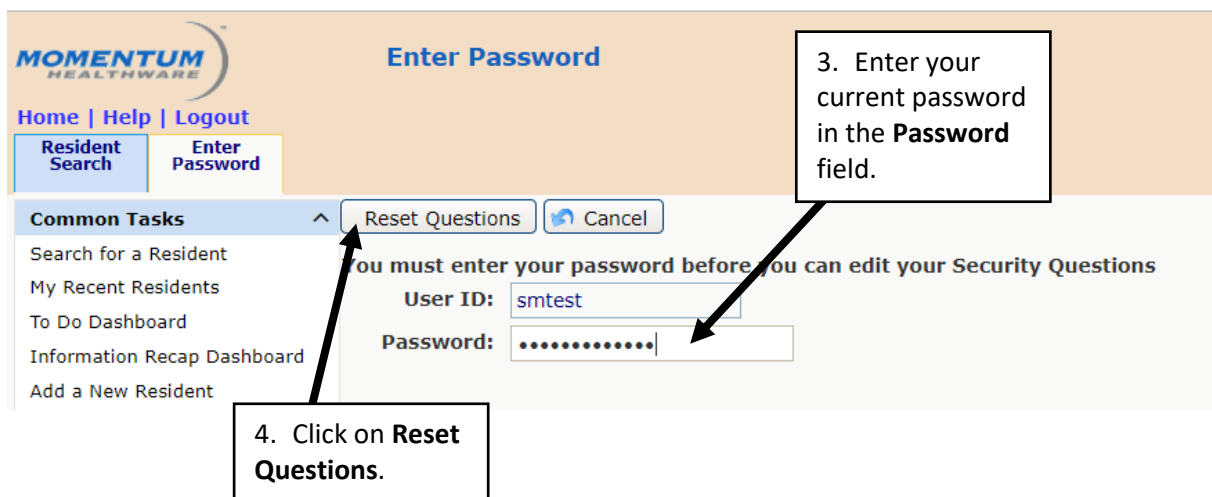 MOMENTUM
HEALTHWARE
Enter Password
Home | Help | Logout
Resident
Search
Enter
Password
3. Enter your
current password
in the Password
field.
Common Tasks
Search for a Resident
My Recent Residents
To Do Dashboard
Information Recap Dashboard
Add a New Resident
Reset Questions
Cancel
You must enter your password before you can edit your Security Questions
User ID: smtest
Password: •••••••••••••
4. Click on Reset
Questions.